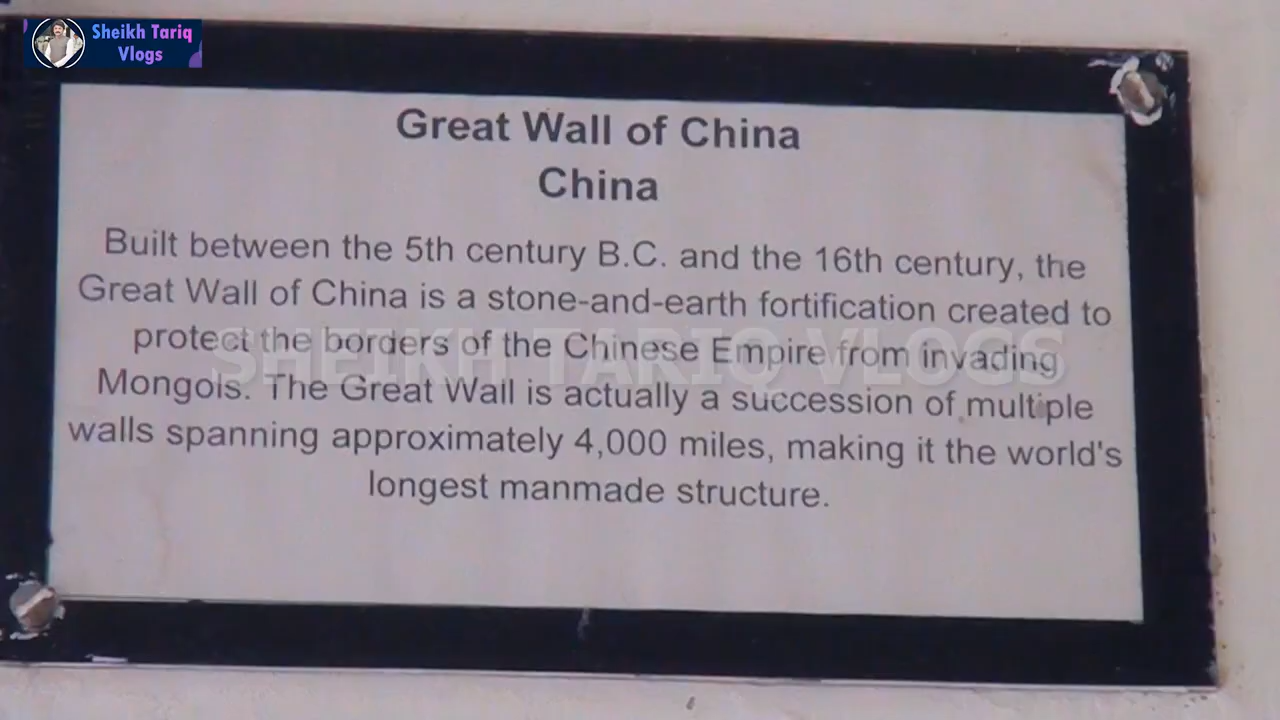 Sheikh Tariq
Vlogs
Great Wall of China
China
Built between the 5th century B.C. and the 16th century, the
Great Wall of China is a stone-and-earth fortification created to
protect the borders of the Chinese Empire from invading
Mongols. The Great Wall is actually a succession of multiple
walls spanning approximately 4,000 miles, making it the world's
longest manmade structure.
SHEIKH TARIQ VLOGS